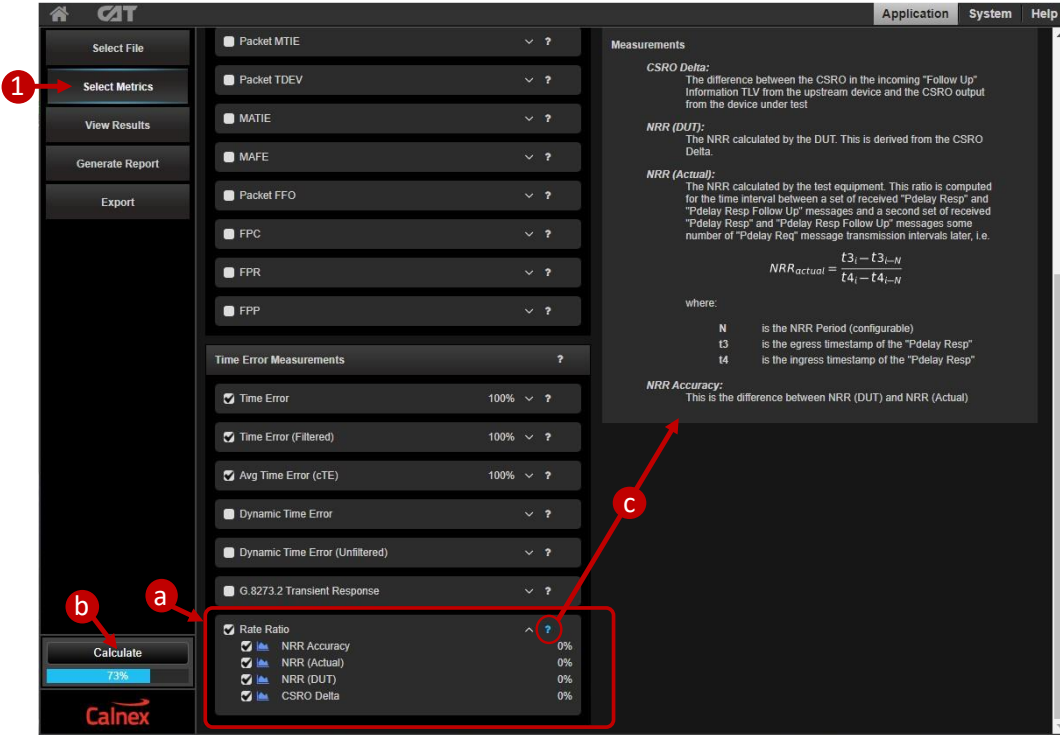 CAT
Application System Help
1
Select File
Select Metrics
View Results
Generate Report
Export
b
Calculate
73%
Calnex
Packet MTIE ?
Packet TDEV ?
MATIE ?
MAFE ?
Packet FFO ?
FPC ?
FPR ?
FPP ?
Time Error Measurements ?
Time Error 100% ?
Time Error (Filtered) 100% ?
Avg Time Error (cTE) 100% ?
Dynamic Time Error ?
Dynamic Time Error (Unfiltered) ?
G.8273.2 Transient Response ?
a
Rate Ratio ?
NRR Accuracy 0%
NRR (Actual) 0%
NRR (DUT) 0%
CSRO Delta 0%
Measurements
CSRO Delta:
The difference between the CSRO in the incoming "Follow Up"
Information TLV from the upstream device and the CSRO output
from the device under test
NRR (DUT):
The NRR calculated by the DUT. This is derived from the CSRO
Delta.
NRR (Actual):
The NRR calculated by the test equipment. This ratio is computed
for the time interval between a set of received "Pdelay Resp" and
"Pdelay Resp Follow Up" messages and a second set of received
"Pdelay Resp" and "Pdelay Resp Follow Up" messages some
number of "Pdelay Req" message transmission intervals later, i.e.
NRR_actual = (t3_i − t3_i−N) / (t4_i − t4_i−N)
where:
N is the NRR Period (configurable)
t3 is the egress timestamp of the "Pdelay Resp"
t4 is the ingress timestamp of the "Pdelay Resp"
NRR Accuracy:
This is the difference between NRR (DUT) and NRR (Actual)
c